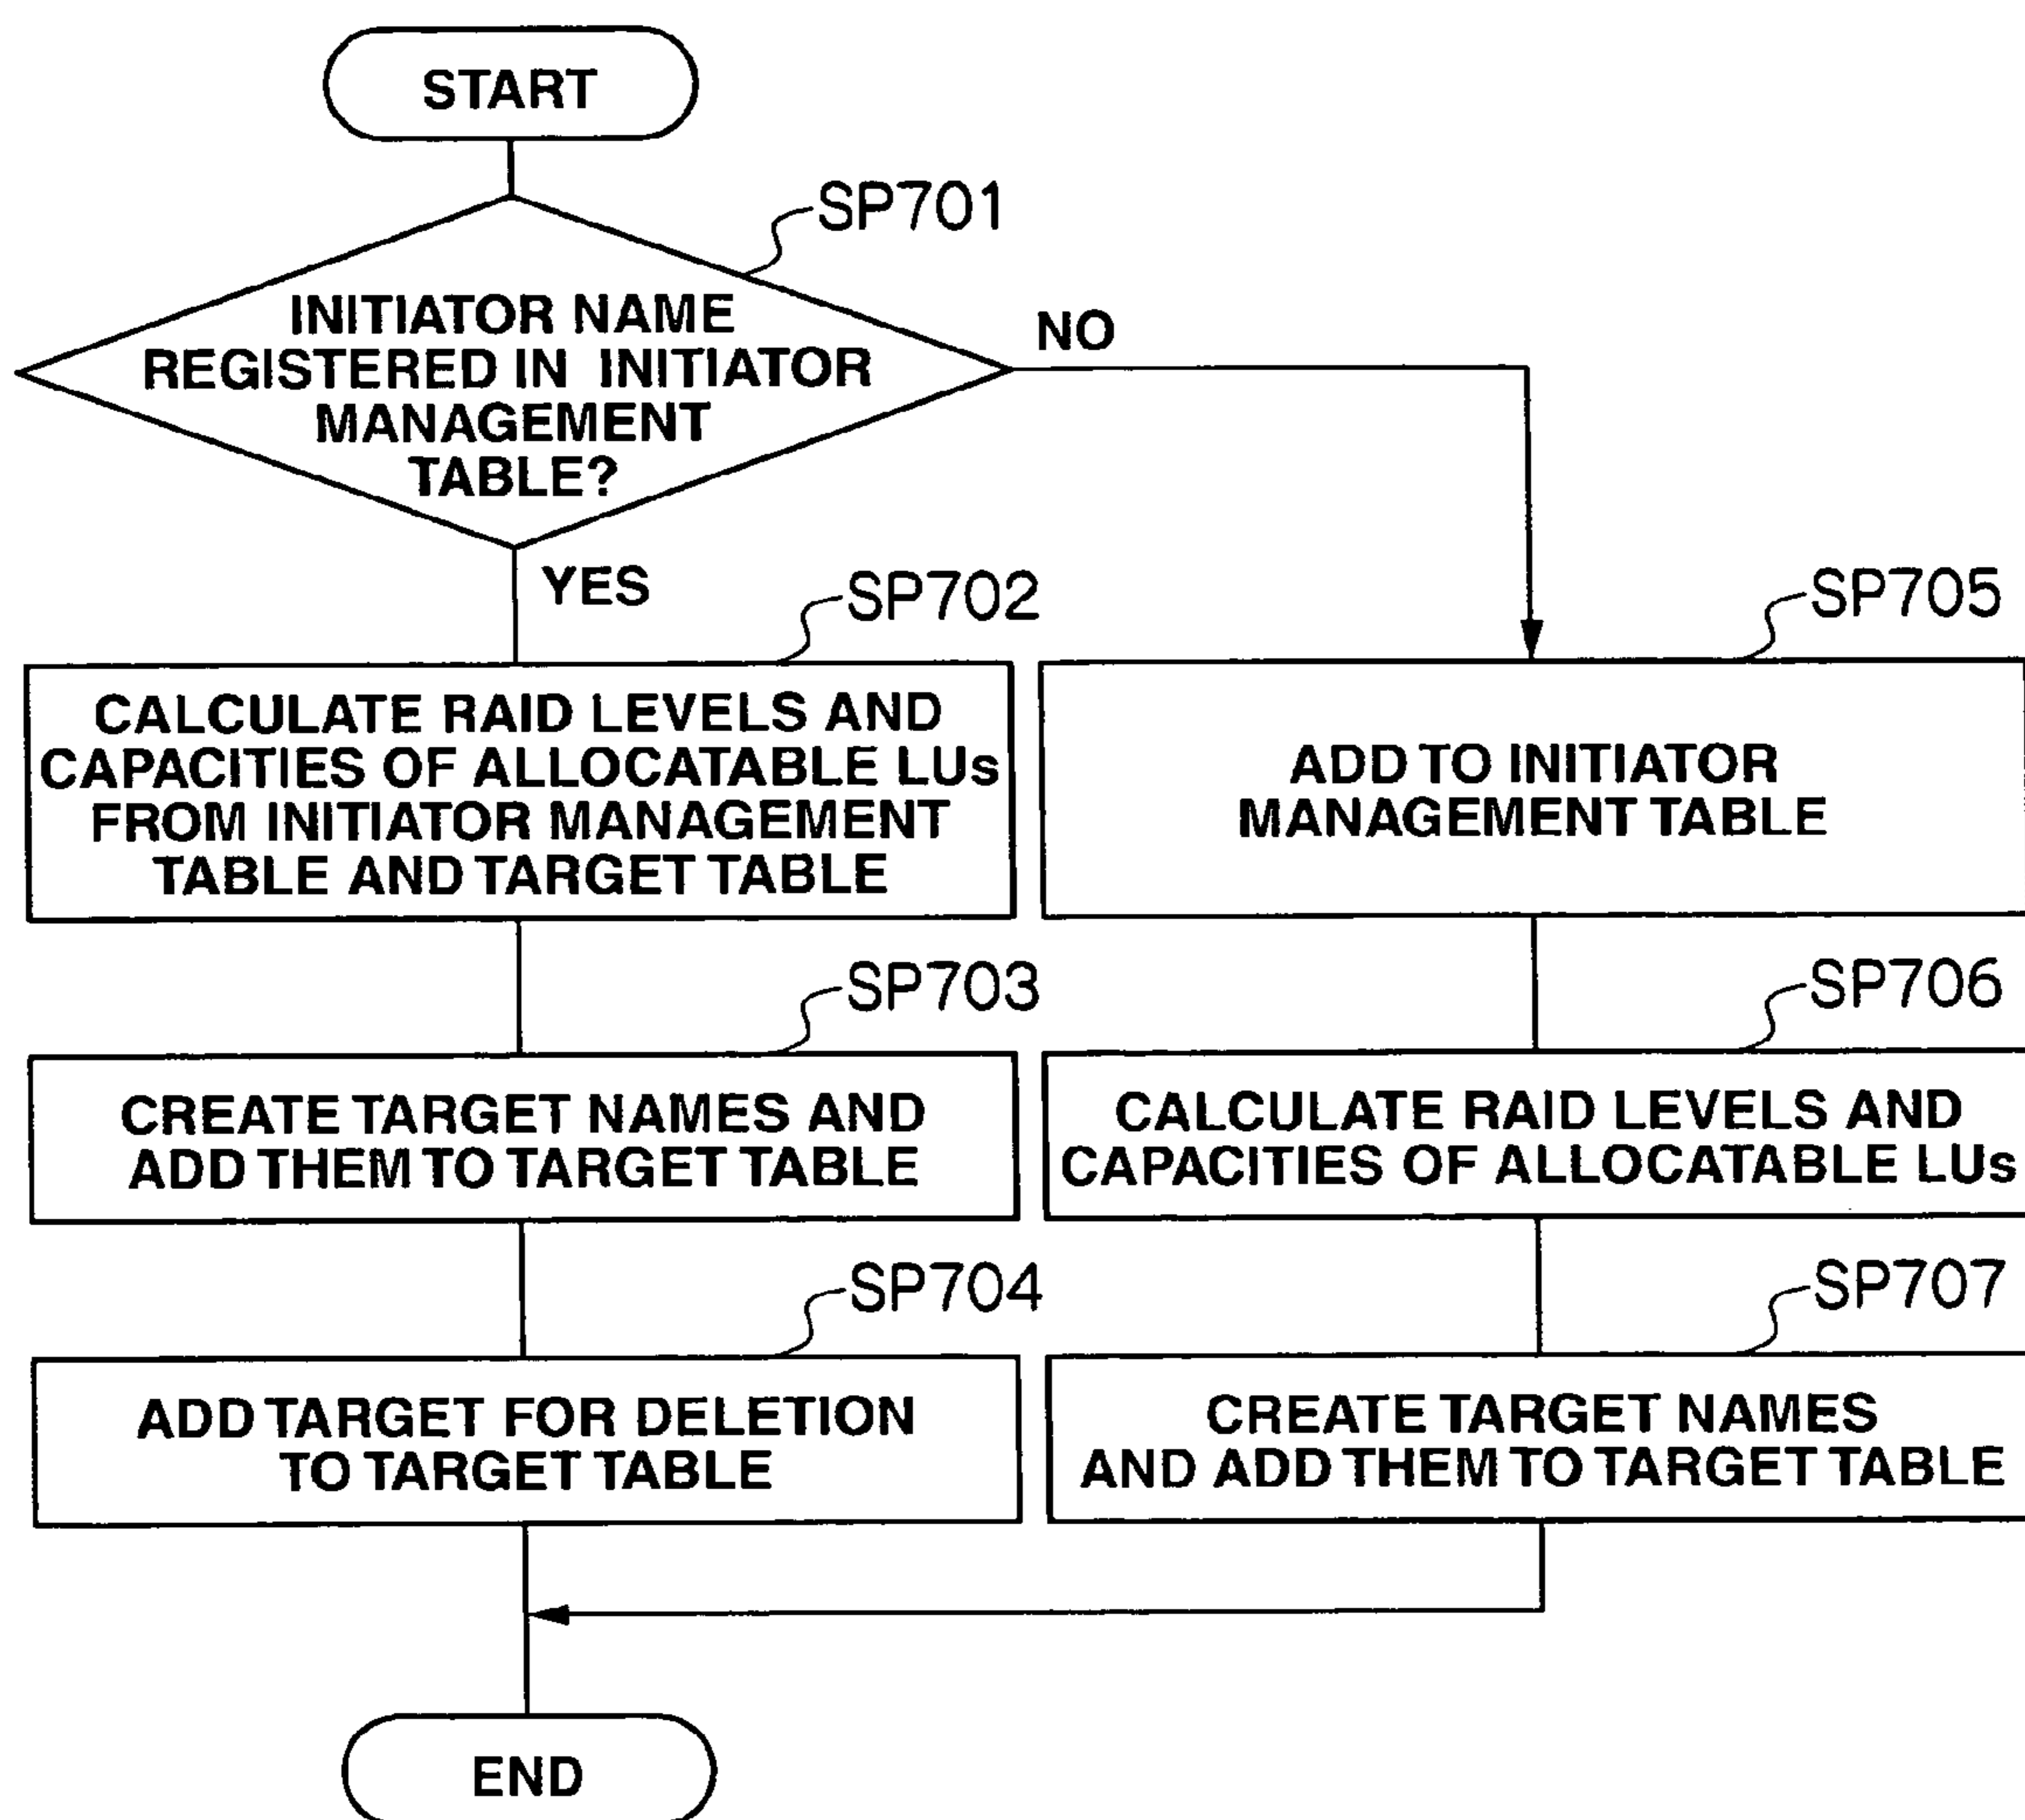 START
SP701
INITIATOR NAME
REGISTERED IN INITIATOR
MANAGEMENT
TABLE?
NO
YES
SP702
CALCULATE RAID LEVELS AND
CAPACITIES OF ALLOCATABLE LUs
FROM INITIATOR MANAGEMENT
TABLE AND TARGET TABLE
SP703
CREATE TARGET NAMES AND
ADD THEM TO TARGET TABLE
SP704
ADD TARGET FOR DELETION
TO TARGET TABLE
SP705
ADD TO INITIATOR
MANAGEMENT TABLE
SP706
CALCULATE RAID LEVELS AND
CAPACITIES OF ALLOCATABLE LUs
SP707
CREATE TARGET NAMES
AND ADD THEM TO TARGET TABLE
END